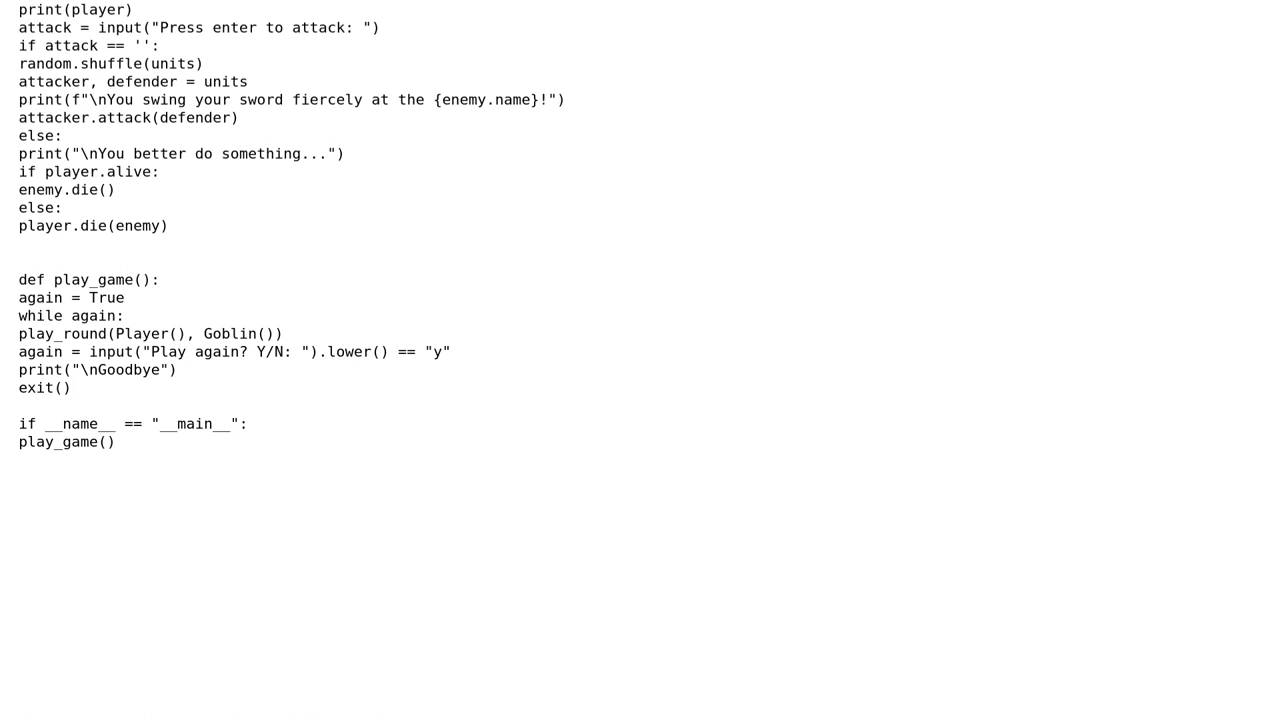 print(player)
attack = input("Press enter to attack: ")
if attack == '':
random.shuffle(units)
attacker, defender = units
print(f"\nYou swing your sword fiercely at the {enemy.name}!")
attacker.attack(defender)
else:
print("\nYou better do something...")
if player.alive:
enemy.die()
else:
player.die(enemy)
def play_game():
again = True
while again:
play_round(Player(), Goblin())
again = input("Play again? Y/N: ").lower() == "y"
print("\nGoodbye")
exit()
if __name__ == "__main__":
play_game()